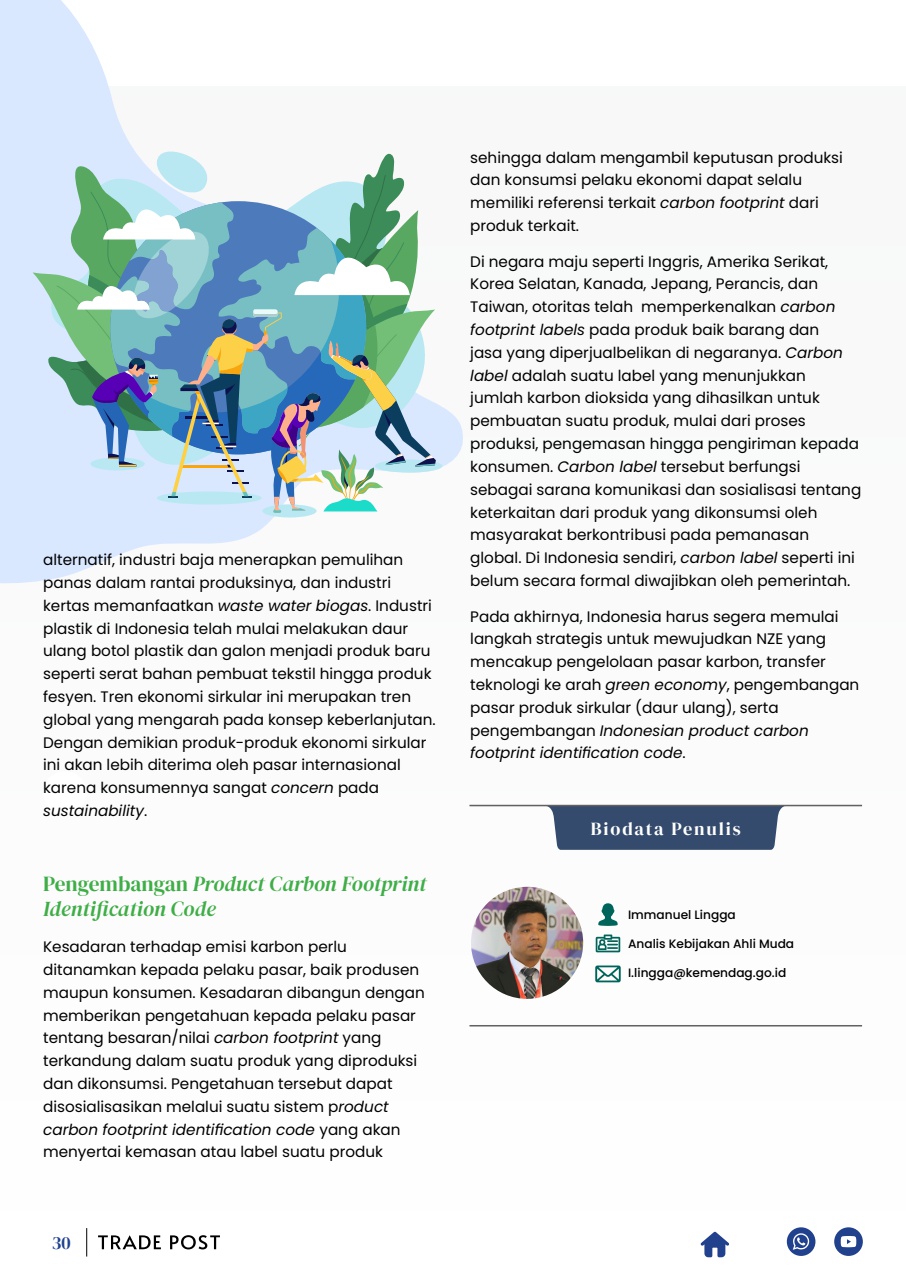 alternatif, industri baja menerapkan pemulihan
panas dalam rantai produksinya, dan industri
kertas memanfaatkan waste water biogas. Industri
plastik di Indonesia telah mulai melakukan daur
ulang botol plastik dan galon menjadi produk baru
seperti serat bahan pembuat tekstil hingga produk
fesyen. Tren ekonomi sirkular ini merupakan tren
global yang mengarah pada konsep keberlanjutan.
Dengan demikian produk-produk ekonomi sirkular
ini akan lebih diterima oleh pasar internasional
karena konsumennya sangat concern pada
sustainability.
Pengembangan Product Carbon Footprint
Identification Code
Kesadaran terhadap emisi karbon perlu
ditanamkan kepada pelaku pasar, baik produsen
maupun konsumen. Kesadaran dibangun dengan
memberikan pengetahuan kepada pelaku pasar
tentang besaran/nilai carbon footprint yang
terkandung dalam suatu produk yang diproduksi
dan dikonsumsi. Pengetahuan tersebut dapat
disosialisasikan melalui suatu sistem product
carbon footprint identification code yang akan
menyertai kemasan atau label suatu produk
sehingga dalam mengambil keputusan produksi
dan konsumsi pelaku ekonomi dapat selalu
memiliki referensi terkait carbon footprint dari
produk terkait.
Di negara maju seperti Inggris, Amerika Serikat,
Korea Selatan, Kanada, Jepang, Perancis, dan
Taiwan, otoritas telah  memperkenalkan carbon
footprint labels pada produk baik barang dan
jasa yang diperjualbelikan di negaranya. Carbon
label adalah suatu label yang menunjukkan
jumlah karbon dioksida yang dihasilkan untuk
pembuatan suatu produk, mulai dari proses
produksi, pengemasan hingga pengiriman kepada
konsumen. Carbon label tersebut berfungsi
sebagai sarana komunikasi dan sosialisasi tentang
keterkaitan dari produk yang dikonsumsi oleh
masyarakat berkontribusi pada pemanasan
global. Di Indonesia sendiri, carbon label seperti ini
belum secara formal diwajibkan oleh pemerintah.
Pada akhirnya, Indonesia harus segera memulai
langkah strategis untuk mewujudkan NZE yang
mencakup pengelolaan pasar karbon, transfer
teknologi ke arah green economy, pengembangan
pasar produk sirkular (daur ulang), serta
pengembangan Indonesian product carbon
footprint identification code.
Biodata Penulis
Immanuel Lingga
Analis Kebijakan Ahli Muda
I.lingga@kemendag.go.id
30 TRADE POST